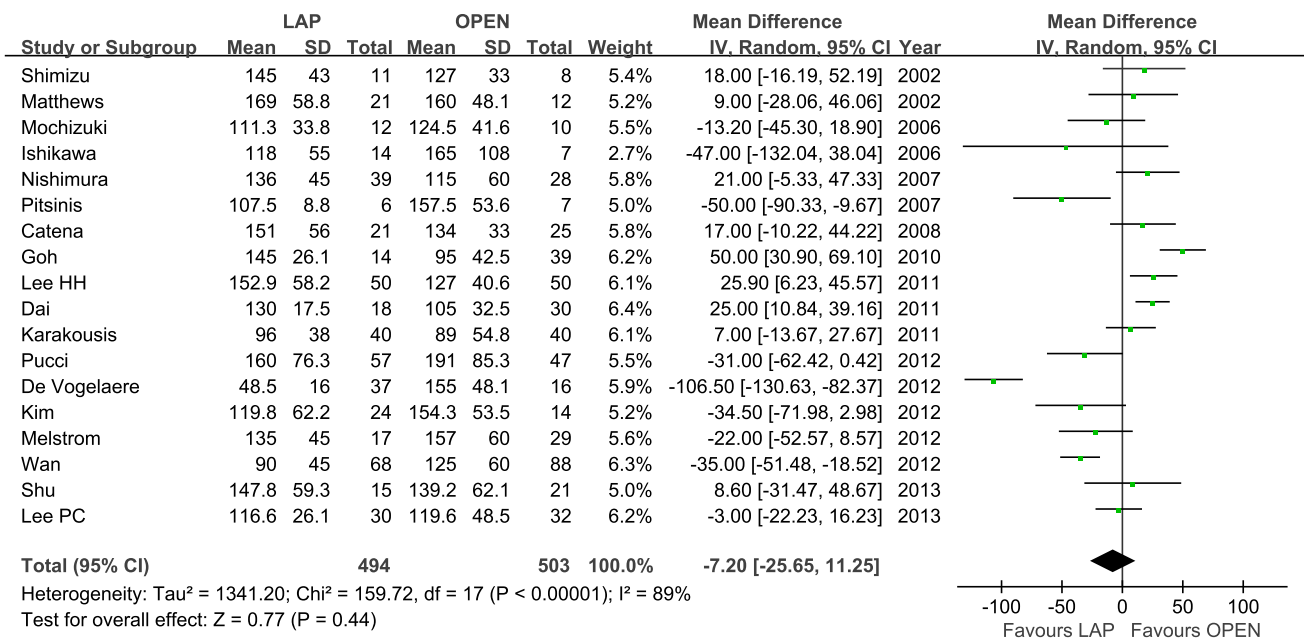 LAP OPEN Mean Difference Mean Difference
Study or Subgroup Mean SD Total Mean SD Total Weight IV, Random, 95% CI Year IV, Random, 95% CI
Shimizu 145 43 11 127 33 8 5.4% 18.00 [-16.19, 52.19] 2002
Matthews 169 58.8 21 160 48.1 12 5.2% 9.00 [-28.06, 46.06] 2002
Mochizuki 111.3 33.8 12 124.5 41.6 10 5.5% -13.20 [-45.30, 18.90] 2006
Ishikawa 118 55 14 165 108 7 2.7% -47.00 [-132.04, 38.04] 2006
Nishimura 136 45 39 115 60 28 5.8% 21.00 [-5.33, 47.33] 2007
Pitsinis 107.5 8.8 6 157.5 53.6 7 5.0% -50.00 [-90.33, -9.67] 2007
Catena 151 56 21 134 33 25 5.8% 17.00 [-10.22, 44.22] 2008
Goh 145 26.1 14 95 42.5 39 6.2% 50.00 [30.90, 69.10] 2010
Lee HH 152.9 58.2 50 127 40.6 50 6.1% 25.90 [6.23, 45.57] 2011
Dai 130 17.5 18 105 32.5 30 6.4% 25.00 [10.84, 39.16] 2011
Karakousis 96 38 40 89 54.8 40 6.1% 7.00 [-13.67, 27.67] 2011
Pucci 160 76.3 57 191 85.3 47 5.5% -31.00 [-62.42, 0.42] 2012
De Vogelaere 48.5 16 37 155 48.1 16 5.9% -106.50 [-130.63, -82.37] 2012
Kim 119.8 62.2 24 154.3 53.5 14 5.2% -34.50 [-71.98, 2.98] 2012
Melstrom 135 45 17 157 60 29 5.6% -22.00 [-52.57, 8.57] 2012
Wan 90 45 68 125 60 88 6.3% -35.00 [-51.48, -18.52] 2012
Shu 147.8 59.3 15 139.2 62.1 21 5.0% 8.60 [-31.47, 48.67] 2013
Lee PC 116.6 26.1 30 119.6 48.5 32 6.2% -3.00 [-22.23, 16.23] 2013
Total (95% CI) 494 503 100.0% -7.20 [-25.65, 11.25]
Heterogeneity: Tau² = 1341.20; Chi² = 159.72, df = 17 (P < 0.00001); I² = 89%
Test for overall effect: Z = 0.77 (P = 0.44)
-100 -50 0 50 100
Favours LAP Favours OPEN